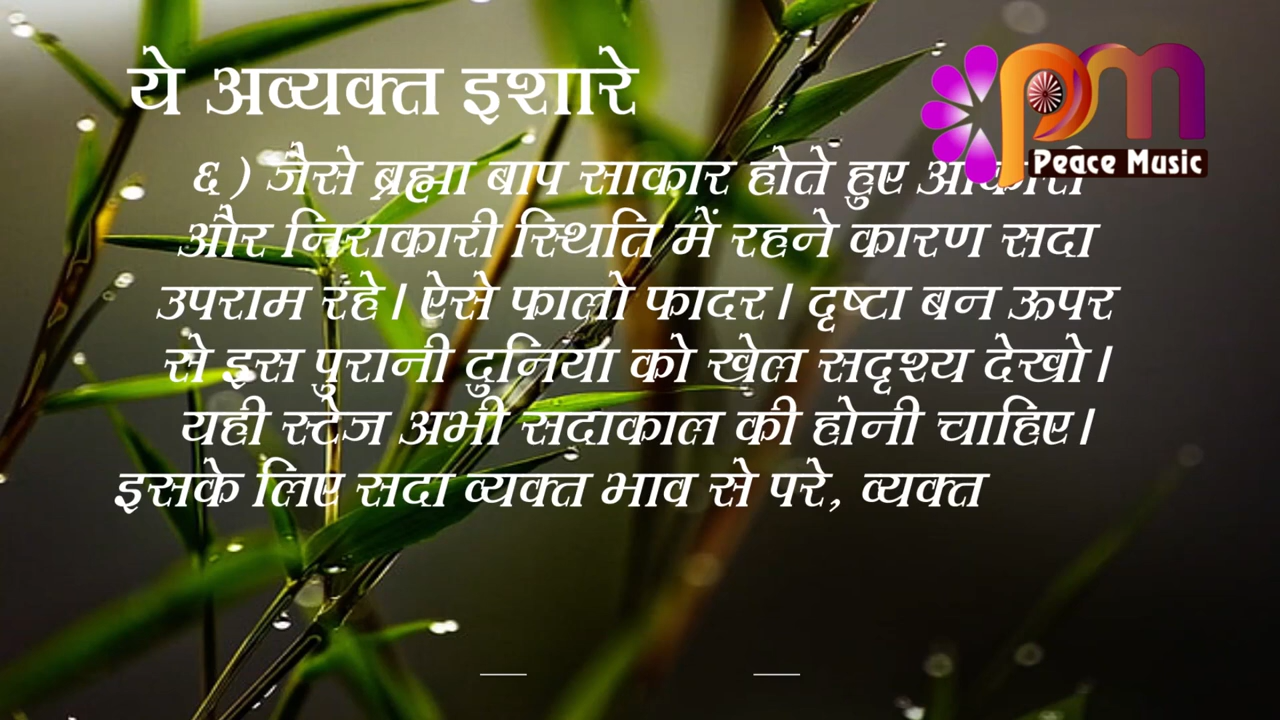 ये अव्यक्त इशारे
Peace Music
६) जैसे ब्रह्मा बाप साकार होते हुए
और निराकारी स्थिति में रहने कारण सदा
उपराम रहे। ऐसे फालो फादर। दृष्टा बन ऊपर
से इस पुरानी दुनिया को खेल सदृश्य देखो।
यही स्टेज अभी सदाकाल की होनी चाहिए।
इसके लिए सदा व्यक्त भाव से परे, व्यक्त